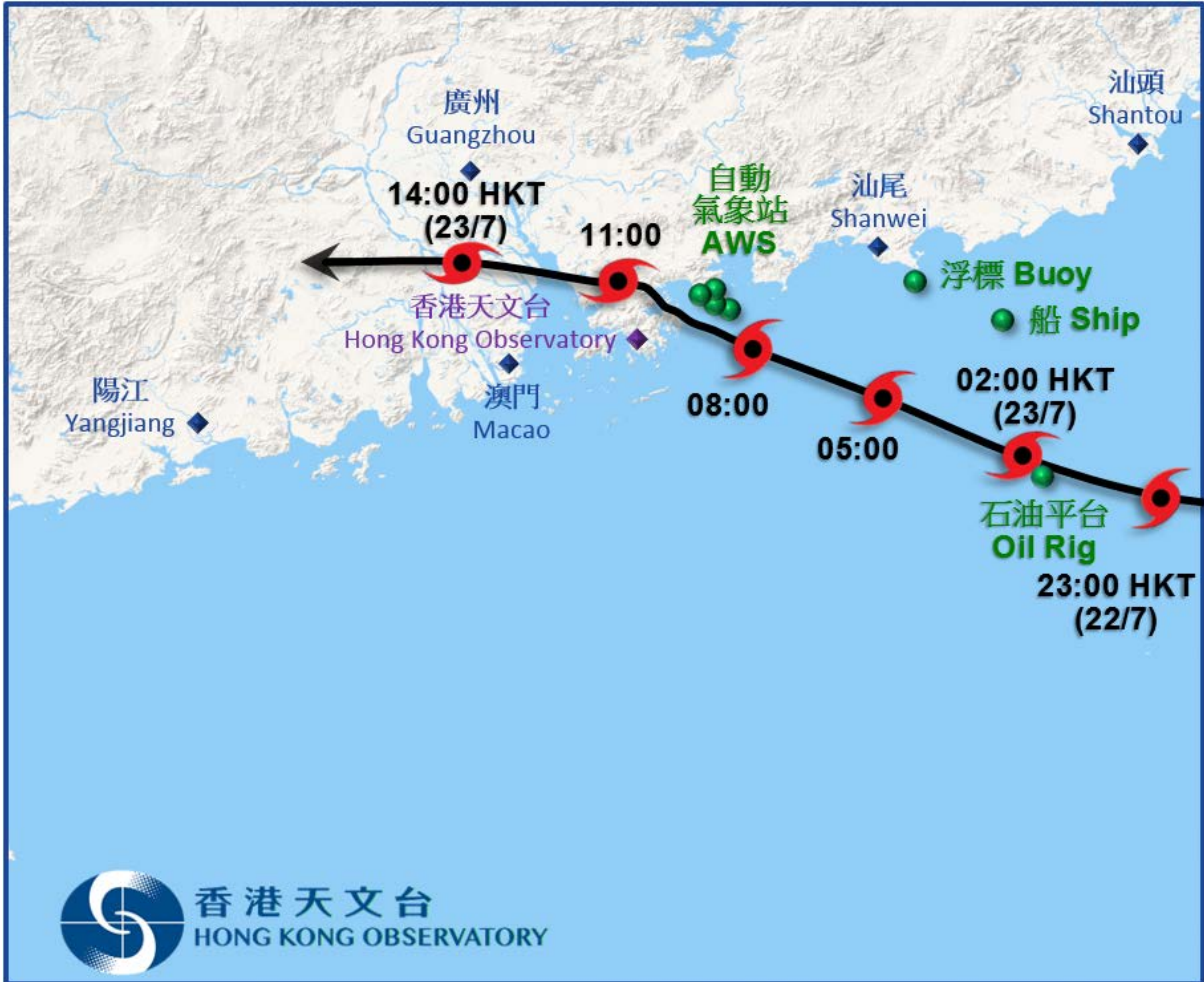 汕頭
Shantou
廣州
Guangzhou
自動
氣象站
AWS
汕尾
Shanwei
14:00 HKT
(23/7)
11:00
浮標 Buoy
船 Ship
香港天文台
Hong Kong Observatory
02:00 HKT
(23/7)
陽江
Yangjiang
澳門
Macao
08:00
05:00
石油平台
Oil Rig
23:00 HKT
(22/7)
香港天文台
HONG KONG OBSERVATORY